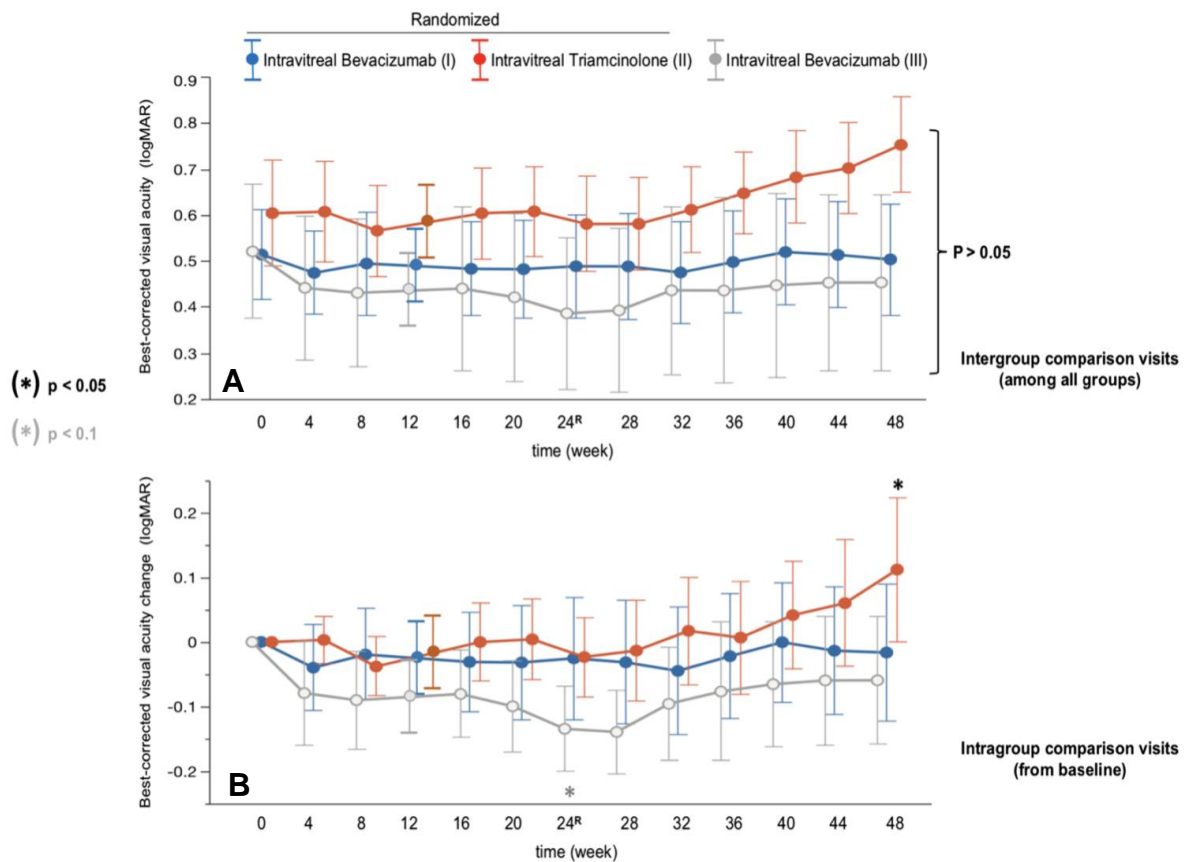 Randomized
Intravitreal Bevacizumab (I) Intravitreal Triamcinolone (II) Intravitreal Bevacizumab (III)
Best-corrected visual acuity (logMAR)
0.9
0.8
0.7
0.6
0.5
0.4
0.3
0.2
A
P > 0.05
Intergroup comparison visits
(among all groups)
(*) p < 0.05
(*) p < 0.1
0 4 8 12 16 20 24ᴿ 28 32 36 40 44 48
time (week)
Best-corrected visual acuity change (logMAR)
0.2
0.1
0
-0.1
-0.2
*
*
B
Intragroup comparison visits
(from baseline)
0 4 8 12 16 20 24ᴿ 28 32 36 40 44 48
time (week)